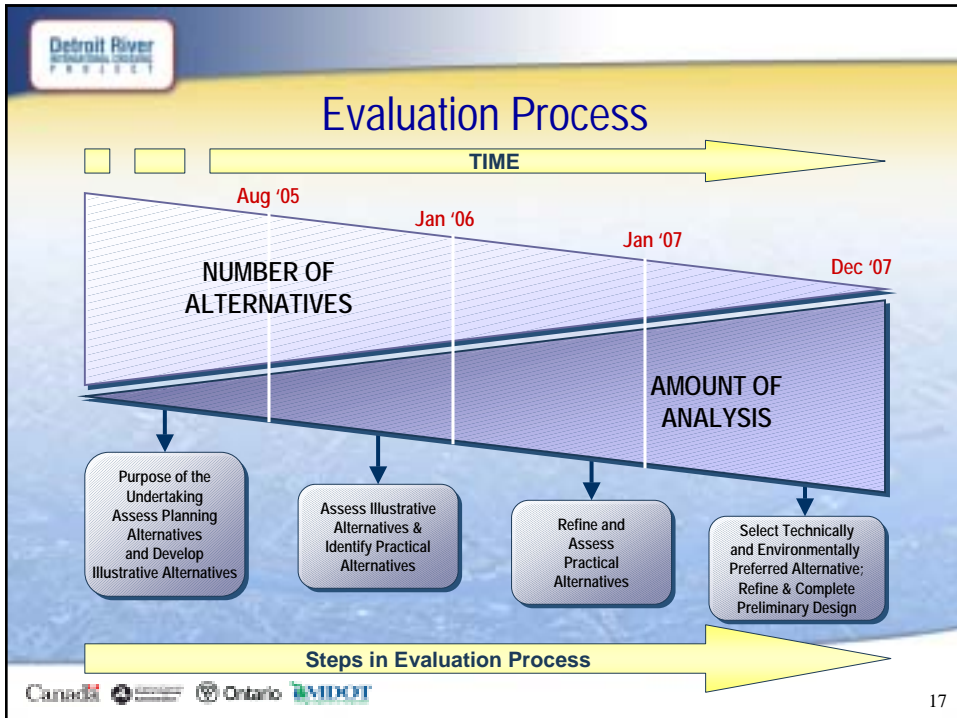 Detroit River
INTERNATIONAL CROSSING
PROJECT
Evaluation Process
TIME
Aug ‘05
Jan ‘06
Jan ‘07
Dec ‘07
NUMBER OF
ALTERNATIVES
AMOUNT OF
ANALYSIS
Purpose of the
Undertaking
Assess Planning
Alternatives
and Develop
Illustrative Alternatives
Assess Illustrative
Alternatives &
Identify Practical
Alternatives
Refine and
Assess
Practical
Alternatives
Select Technically
and Environmentally
Preferred Alternative;
Refine & Complete
Preliminary Design
Steps in Evaluation Process
Canada
Ontario
MDOT
17